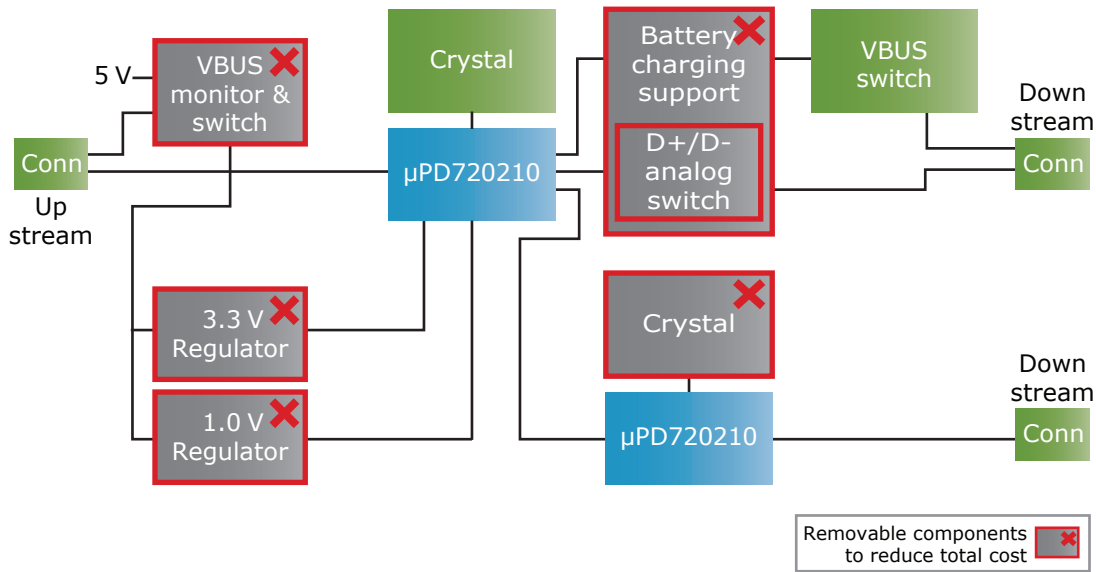 5 V
VBUS
monitor &
switch
Crystal
Battery
charging
support
VBUS
switch
Down
stream
Conn
Up
stream
µPD720210
D+/D-
analog
switch
Conn
3.3 V
Regulator
Crystal
1.0 V
Regulator
µPD720210
Down
stream
Conn
Removable components
to reduce total cost